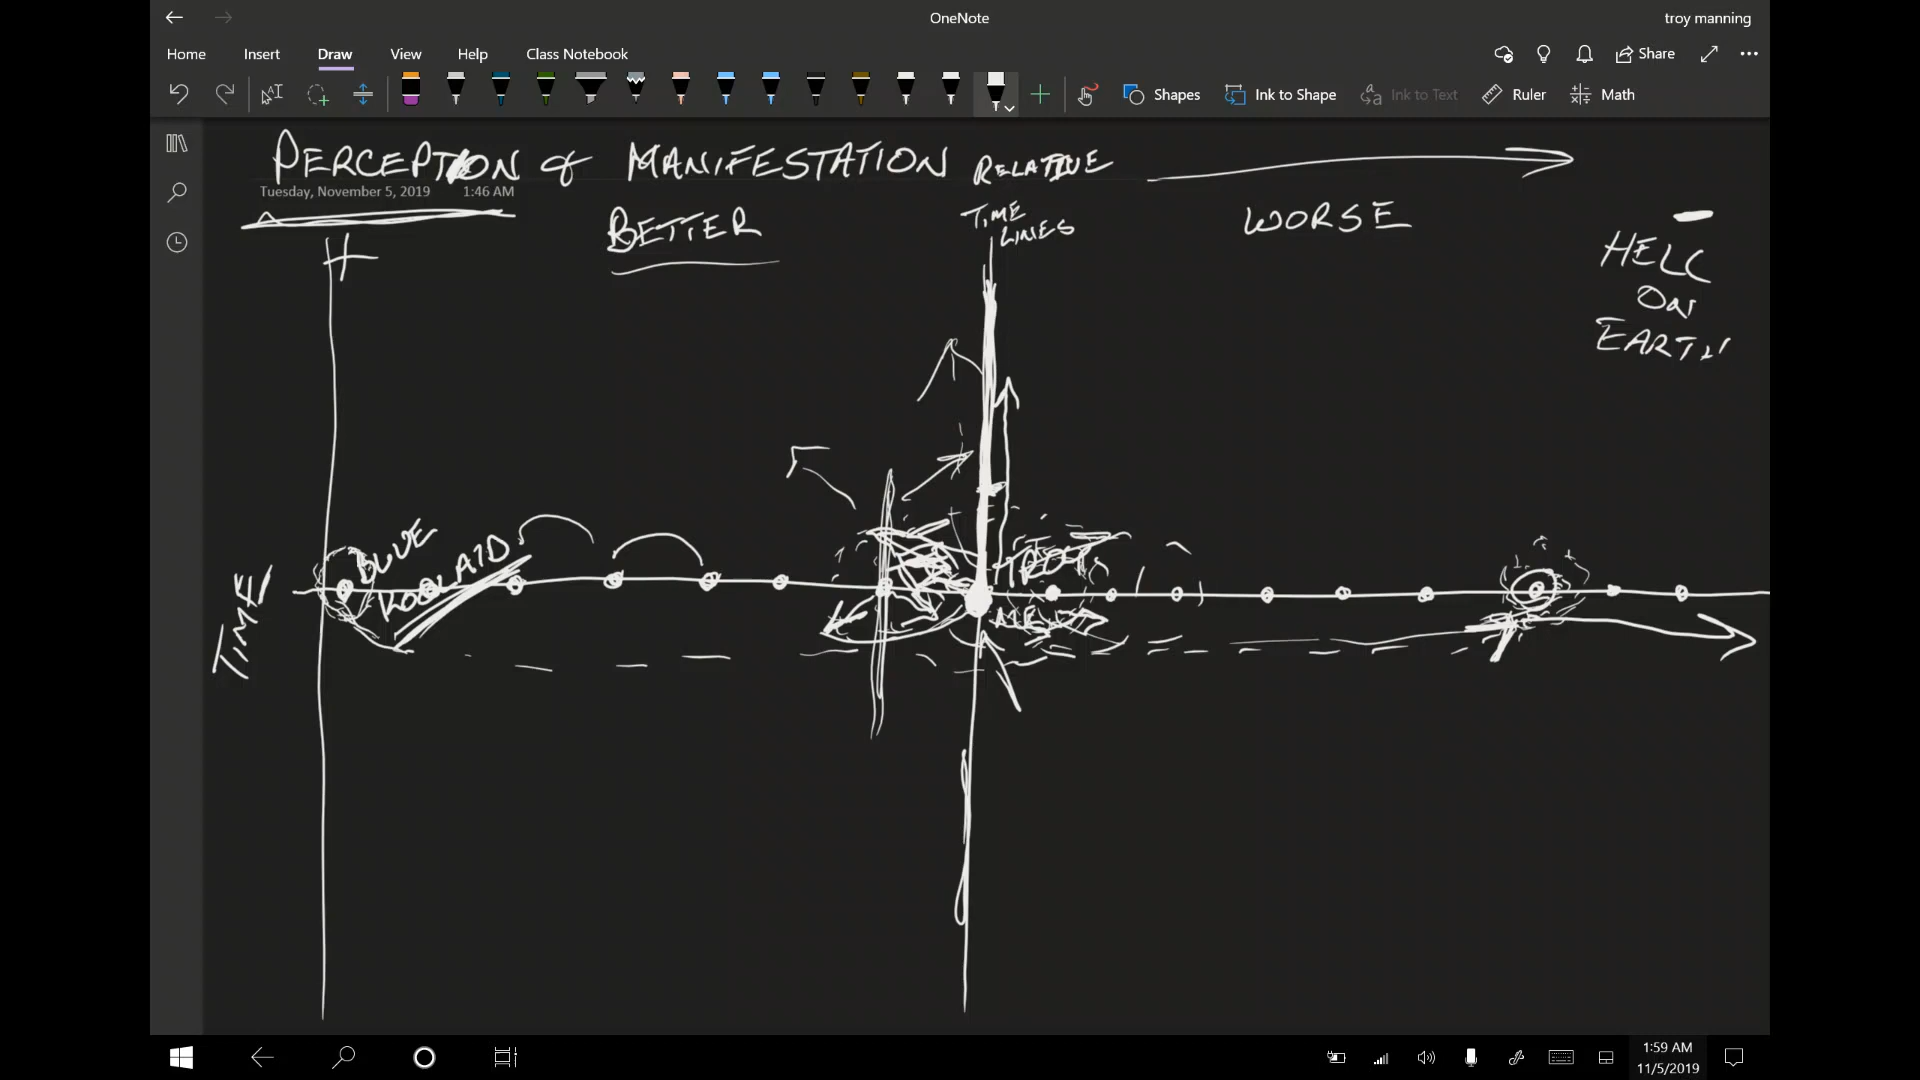 OneNote
troy manning
Home Insert Draw View Help Class Notebook
Share
Shapes Ink to Shape Ink to Text Ruler Math
PERCEPTION of MANIFESTATION RELATIVE
Tuesday, November 5, 2019 1:46 AM
TIME
LINES
BETTER
WORSE
HELL
ON
EARTH
BLUE
KOOLAID
TIME
1:59 AM
11/5/2019